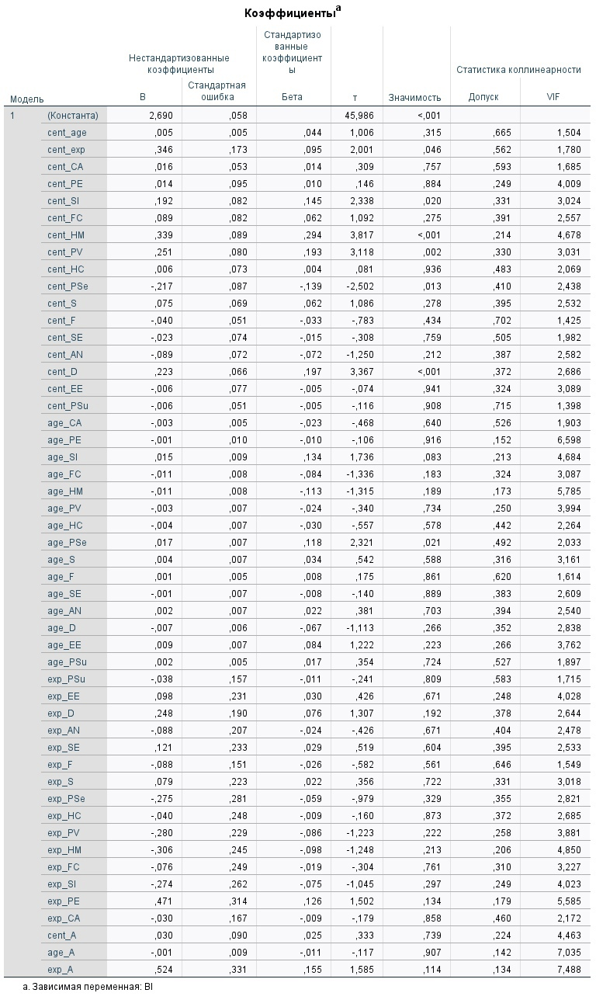 Коэффициентыa
Нестандартизованные коэффициенты
Стандартизо
ванные
коэффициент
ы
Статистика коллинеарности
Модель B Стандартная ошибка Бета т Значимость Допуск VIF
1 (Константа) 2,690 ,058 45,986 <,001
cent_age ,005 ,005 ,044 1,006 ,315 ,665 1,504
cent_exp ,346 ,173 ,095 2,001 ,046 ,562 1,780
cent_CA ,016 ,053 ,014 ,309 ,757 ,593 1,685
cent_PE ,014 ,095 ,010 ,146 ,884 ,249 4,009
cent_SI ,192 ,082 ,145 2,338 ,020 ,331 3,024
cent_FC ,089 ,082 ,062 1,092 ,275 ,391 2,557
cent_HM ,339 ,089 ,294 3,817 <,001 ,214 4,678
cent_PV ,251 ,080 ,193 3,118 ,002 ,330 3,031
cent_HC ,006 ,073 ,004 ,081 ,936 ,483 2,069
cent_PSe -,217 ,087 -,139 -2,502 ,013 ,410 2,438
cent_S ,075 ,069 ,062 1,086 ,278 ,395 2,532
cent_F -,040 ,051 -,033 -,783 ,434 ,702 1,425
cent_SE -,023 ,074 -,015 -,308 ,759 ,505 1,982
cent_AN -,089 ,072 -,072 -1,250 ,212 ,387 2,582
cent_D ,223 ,066 ,197 3,367 <,001 ,372 2,686
cent_EE -,006 ,077 -,005 -,074 ,941 ,324 3,089
cent_PSu -,006 ,051 -,005 -,116 ,908 ,715 1,398
age_CA -,003 ,005 -,023 -,468 ,640 ,526 1,903
age_PE -,001 ,010 -,010 -,106 ,916 ,152 6,598
age_SI ,015 ,009 ,134 1,736 ,083 ,213 4,684
age_FC -,011 ,008 -,084 -1,336 ,183 ,324 3,087
age_HM -,011 ,008 -,113 -1,315 ,189 ,173 5,785
age_PV -,003 ,007 -,024 -,340 ,734 ,250 3,994
age_HC -,004 ,007 -,030 -,557 ,578 ,442 2,264
age_PSe ,017 ,007 ,118 2,321 ,021 ,492 2,033
age_S ,004 ,007 ,034 ,542 ,588 ,316 3,161
age_F ,001 ,005 ,008 ,175 ,861 ,620 1,614
age_SE -,001 ,007 -,008 -,140 ,889 ,383 2,609
age_AN ,002 ,007 ,022 ,381 ,703 ,394 2,540
age_D -,007 ,006 -,067 -1,113 ,266 ,352 2,838
age_EE ,009 ,007 ,084 1,222 ,223 ,266 3,762
age_PSu ,002 ,005 ,017 ,354 ,724 ,527 1,897
exp_PSu -,038 ,157 -,011 -,241 ,809 ,583 1,715
exp_EE ,098 ,231 ,030 ,426 ,671 ,248 4,028
exp_D ,248 ,190 ,076 1,307 ,192 ,378 2,644
exp_AN -,088 ,207 -,024 -,426 ,671 ,404 2,478
exp_SE ,121 ,233 ,029 ,519 ,604 ,395 2,533
exp_F -,088 ,151 -,026 -,582 ,561 ,646 1,549
exp_S ,079 ,223 ,022 ,356 ,722 ,331 3,018
exp_PSe -,275 ,281 -,059 -,979 ,329 ,355 2,821
exp_HC -,040 ,248 -,009 -,160 ,873 ,372 2,685
exp_PV -,280 ,229 -,086 -1,223 ,222 ,258 3,881
exp_HM -,306 ,245 -,098 -1,248 ,213 ,206 4,850
exp_FC -,076 ,249 -,019 -,304 ,761 ,310 3,227
exp_SI -,274 ,262 -,075 -1,045 ,297 ,249 4,023
exp_PE ,471 ,314 ,126 1,502 ,134 ,179 5,585
exp_CA -,030 ,167 -,009 -,179 ,858 ,460 2,172
cent_A ,030 ,090 ,025 ,333 ,739 ,224 4,463
age_A -,001 ,009 -,011 -,117 ,907 ,142 7,035
exp_A ,524 ,331 ,155 1,585 ,114 ,134 7,488
a. Зависимая переменная: BI